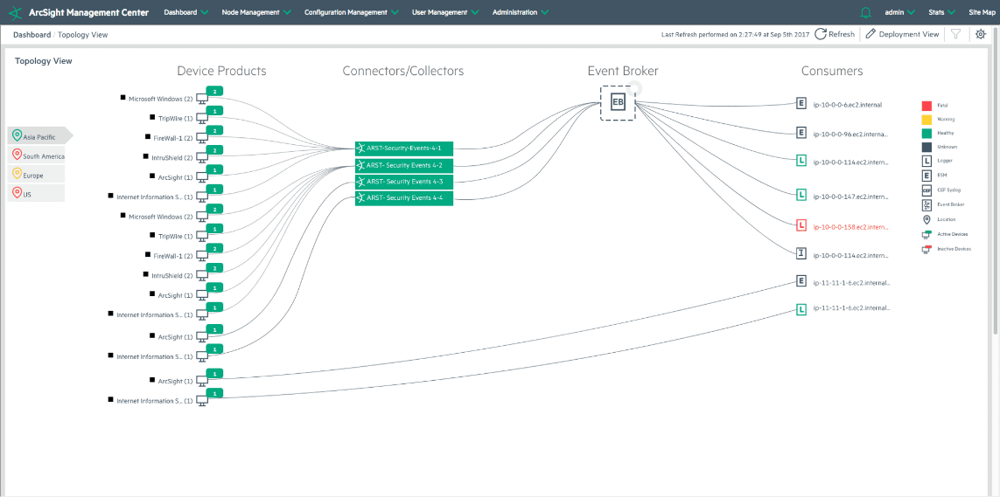 ArcSight Management Center Dashboard Node Management Configuration Management User Management Administration admin Stats Site Map
Dashboard / Topology View Last Refresh performed on 2:27:49 at Sep 5th 2017 Refresh Deployment View
Topology View
Device Products Connectors/Collectors Event Broker Consumers
Asia Pacific
South America
Europe
US
2
Microsoft Windows (2)
1
TripWire (1)
2
FireWall-1 (2)
2
IntruShield (2)
1
ArcSight (1)
1
Internet Information S... (1)
2
Microsoft Windows (2)
1
TripWire (1)
2
FireWall-1 (2)
2
IntruShield (2)
1
ArcSight (1)
1
Internet Information S... (1)
1
ArcSight (1)
1
Internet Information S... (1)
1
ArcSight (1)
1
Internet Information S... (1)
ARST-Security-Events-4-1
ARST- Security Events 4-2
ARST- Security Events 4-3
ARST- Security Events 4-4
EB
E ip-10-0-0-6.ec2.internal
E ip-10-0-0-96.ec2.interna...
L ip-10-0-0-114.ec2.intern...
L ip-10-0-0-147.ec2.intern...
L ip-10-0-0-158.ec2.intern...
I ip-10-0-0-114.ec2.intern...
E ip-11-11-1-6.ec2.internal...
L ip-11-11-1-6.ec2.internal...
Fatal
Warning
Healthy
Unknown
L Logger
E ESM
CEF CEF Syslog
Event Broker
Location
Active Devices
Inactive Devices